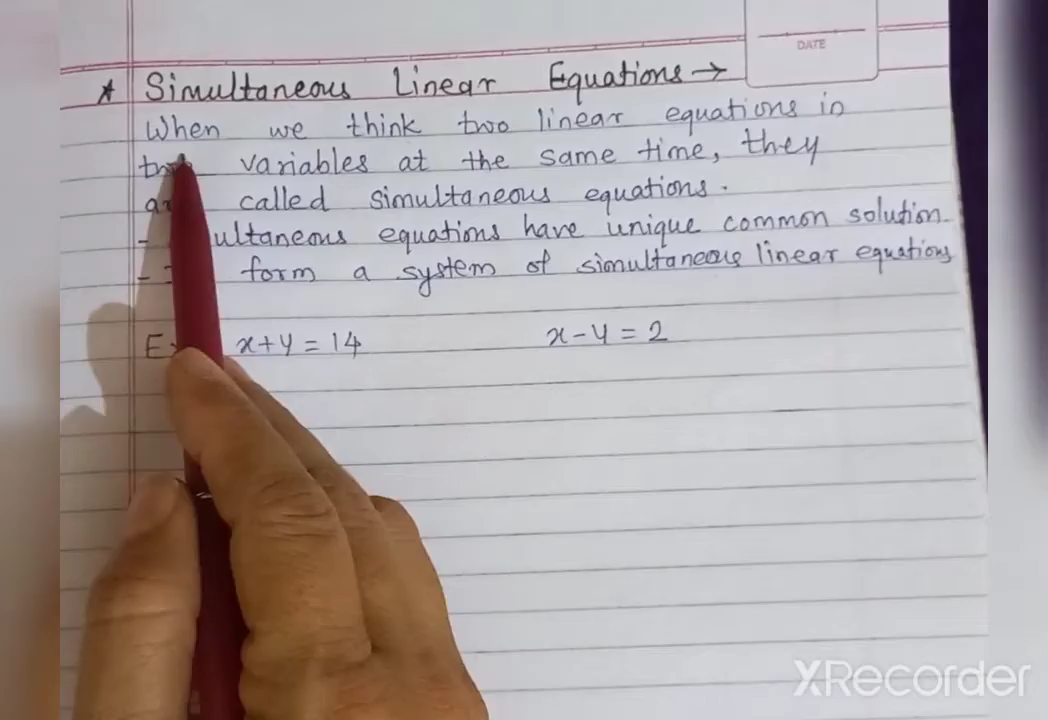 DATE
* Simultaneous Linear Equations →
When we think two linear equations in
variables at the same time, they
called simultaneous equations.
- ultaneous equations have unique common solution
- form a system of simultaneous linear equations
x+y = 14 x-y = 2
XRecorder